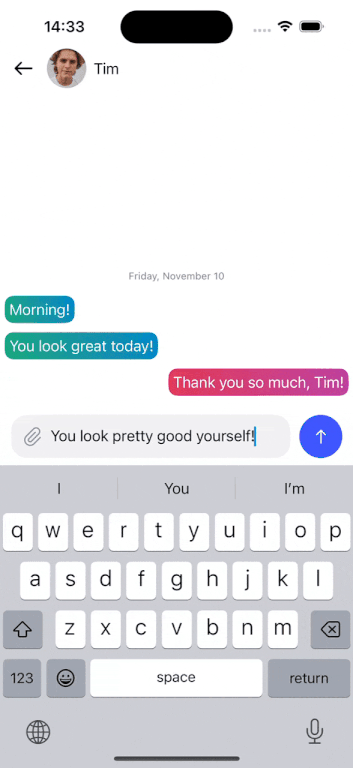 14:33
Tim
Friday, November 10
Morning!
You look great today!
Thank you so much, Tim!
You look pretty good yourself!
I You I'm
q w e r t y u i o p
a s d f g h j k l
z x c v b n m
123 space return